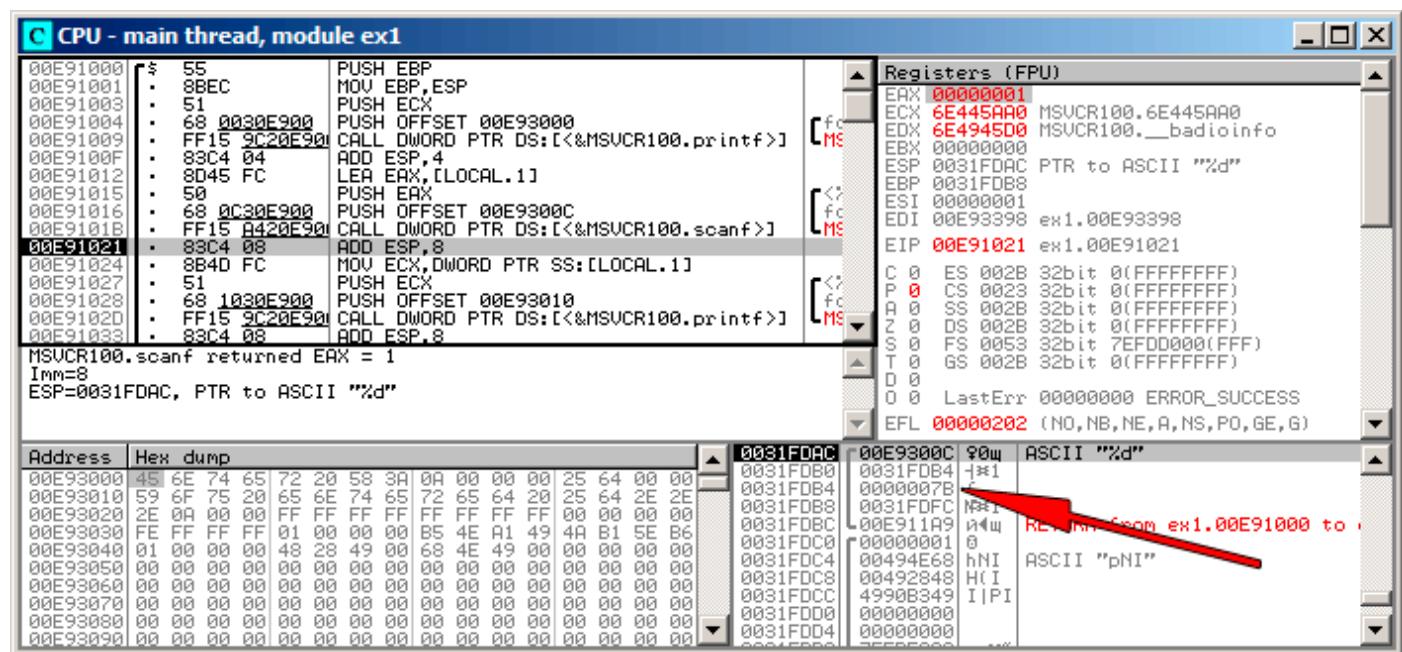 C CPU - main thread, module ex1
00E91000 $ 55 PUSH EBP
00E91001 . 8BEC MOV EBP,ESP
00E91003 . 51 PUSH ECX
00E91004 . 68 0030E900 PUSH OFFSET 00E93000
00E91009 . FF15 9C20E90 CALL DWORD PTR DS:[<&MSVCR100.printf>]
00E9100F . 83C4 04 ADD ESP,4
00E91012 . 8D45 FC LEA EAX,[LOCAL.1]
00E91015 . 50 PUSH EAX
00E91016 . 68 0C30E900 PUSH OFFSET 00E9300C
00E9101B . FF15 A420E90 CALL DWORD PTR DS:[<&MSVCR100.scanf>]
00E91021 . 83C4 08 ADD ESP,8
00E91024 . 8B4D FC MOV ECX,DWORD PTR SS:[LOCAL.1]
00E91027 . 51 PUSH ECX
00E91028 . 68 1030E900 PUSH OFFSET 00E93010
00E9102D . FF15 9C20E90 CALL DWORD PTR DS:[<&MSVCR100.printf>]
00E91033 . 83C4 08 ADD ESP,8
MSVCR100.scanf returned EAX = 1
Imm=8
ESP=0031FDAC, PTR to ASCII "%d"
Registers (FPU)
EAX 00000001
ECX 6E445AA0 MSVCR100.6E445AA0
EDX 6E4945D0 MSVCR100.__badioinfo
EBX 00000000
ESP 0031FDAC PTR to ASCII "%d"
EBP 0031FDB8
ESI 00000001
EDI 00E93398 ex1.00E93398
EIP 00E91021 ex1.00E91021
C 0 ES 002B 32bit 0(FFFFFFFF)
P 0 CS 0023 32bit 0(FFFFFFFF)
A 0 SS 002B 32bit 0(FFFFFFFF)
Z 0 DS 002B 32bit 0(FFFFFFFF)
S 0 FS 0053 32bit 7EFDD000(FFF)
T 0 GS 002B 32bit 0(FFFFFFFF)
D 0
O 0 LastErr 00000000 ERROR_SUCCESS
EFL 00000202 (NO,NB,NE,A,NS,PO,GE,G)
Address Hex dump
00E93000 45 6E 74 65 72 20 58 3A 0A 00 00 00 25 64 00 00
00E93010 59 6F 75 20 65 6E 74 65 72 65 64 20 25 64 2E 2E
00E93020 2E 0A 00 00 FF FF FF FF FF FF FF FF 00 00 00 00
00E93030 FE FF FF FF 01 00 00 00 B5 4E A1 49 4A B1 5E B6
00E93040 01 00 00 00 48 28 49 00 68 4E 49 00 00 00 00 00
00E93050 00 00 00 00 00 00 00 00 00 00 00 00 00 00 00 00
00E93060 00 00 00 00 00 00 00 00 00 00 00 00 00 00 00 00
00E93070 00 00 00 00 00 00 00 00 00 00 00 00 00 00 00 00
00E93080 00 00 00 00 00 00 00 00 00 00 00 00 00 00 00 00
00E93090 00 00 00 00 00 00 00 00 00 00 00 00 00 00 00 00
0031FDAC 00E9300C ♀0щ ASCII "%d"
0031FDB0 0031FDB4
0031FDB4 0000007B
0031FDB8 0031FDFC
0031FDBC 00E911A9 from ex1.00E91000 to
0031FDC0 00000001
0031FDC4 00494E68 hNI ASCII "pNI"
0031FDC8 00492848 H(I
0031FDCC 4990B349
0031FDD0 00000000
0031FDD4 00000000